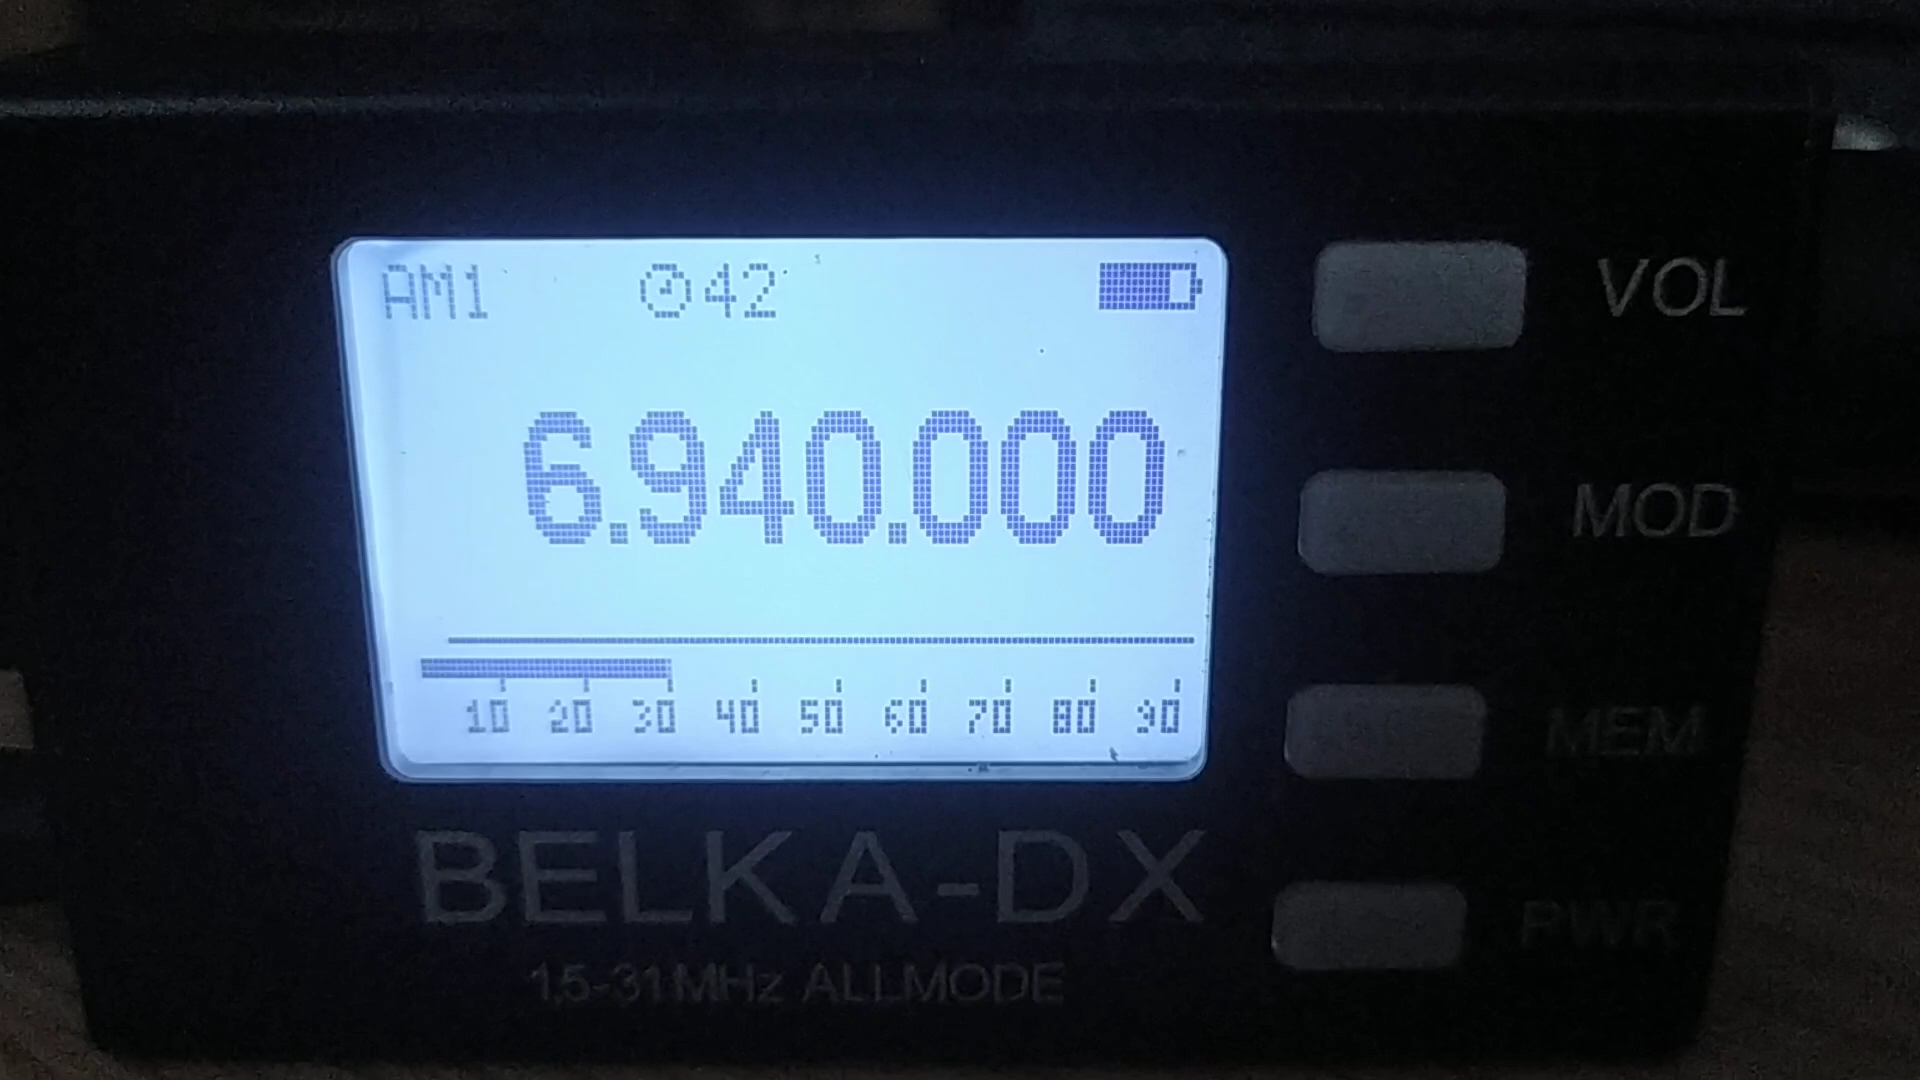 AM1 42
6.940.000
10 20 30 40 50 60 70 80 90
BELKA-DX
1,5-31MHz ALLMODE
VOL
MOD
MEM
PWR